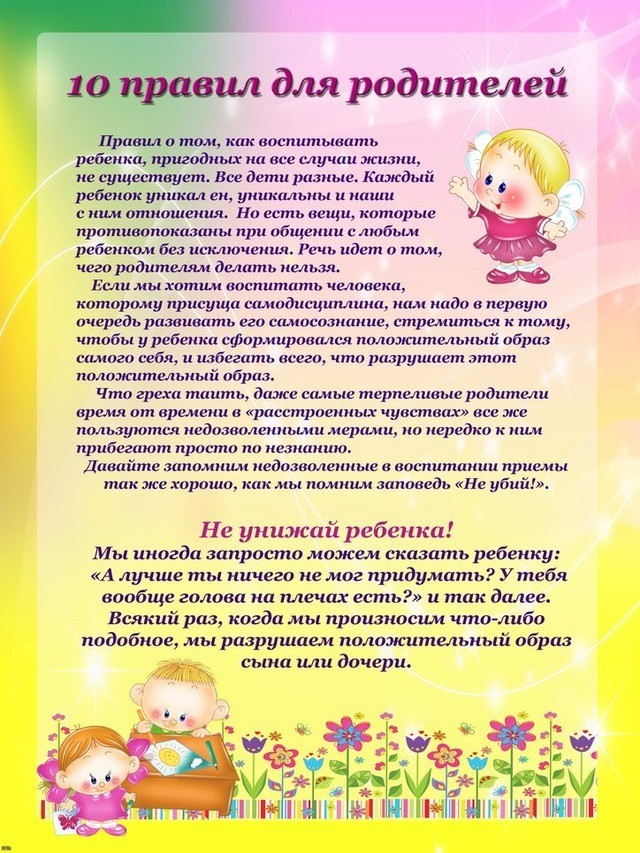 10 правил для родителей
Правил о том, как воспитывать
ребенка, пригодных на все случаи жизни,
не существует. Все дети разные. Каждый
ребенок уникал ен, уникальны и наши
с ним отношения. Но есть вещи, которые
противопоказаны при общении с любым
ребенком без исключения. Речь идет о том,
чего родителям делать нельзя.
Если мы хотим воспитать человека,
которому присуща самодисциплина, нам надо в первую
очередь развивать его самосознание, стремиться к тому,
чтобы у ребенка сформировался положительный образ
самого себя, и избегать всего, что разрушает этот
положительный образ.
Что греха таить, даже самые терпеливые родители
время от времени в «расстроенных чувствах» все же
пользуются недозволенными мерами, но нередко к ним
прибегают просто по незнанию.
Давайте запомним недозволенные в воспитании приемы
так же хорошо, как мы помним заповедь «Не убий!».
Не унижай ребенка!
Мы иногда запросто можем сказать ребенку:
«А лучше ты ничего не мог придумать? У тебя
вообще голова на плечах есть?» и так далее.
Всякий раз, когда мы произносим что-либо
подобное, мы разрушаем положительный образ
сына или дочери.